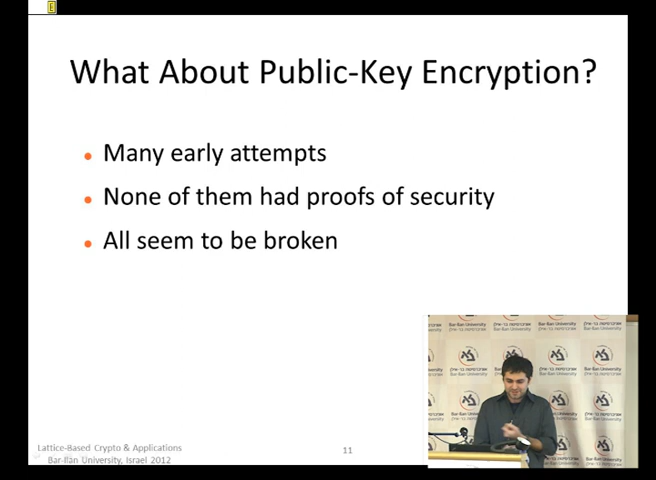 E
What About Public-Key Encryption?
Many early attempts
None of them had proofs of security
All seem to be broken
Lattice-Based Crypto & Applications
Bar-Ilan University, Israel 2012
11
Bar-Ilan University